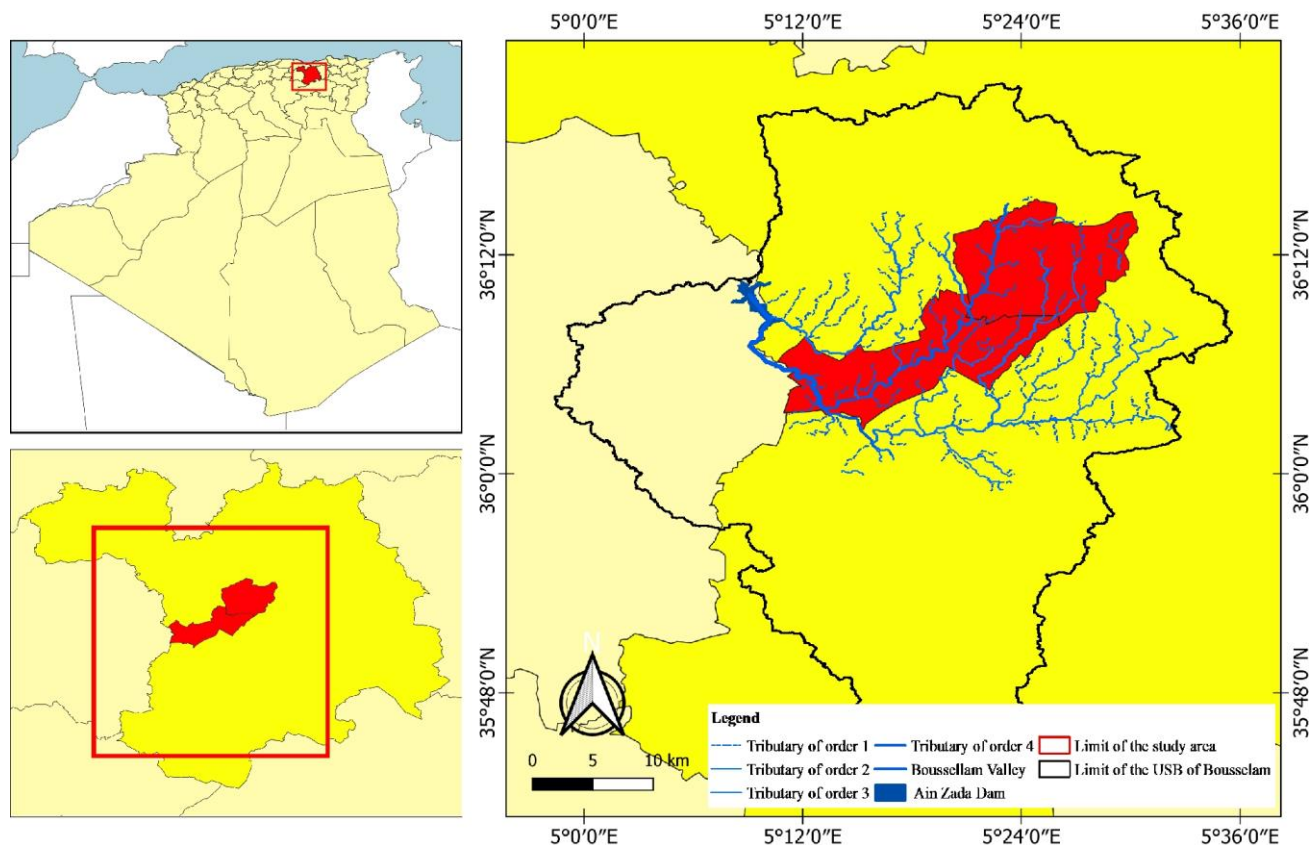 5°0′0″E 5°12′0″E 5°24′0″E 5°36′0″E
36°12′0″N
36°12′0″N
36°0′0″N
36°0′0″N
35°48′0″N
35°48′0″N
N
0 5 10 km
Legend
Tributary of order 1
Tributary of order 2
Tributary of order 3
Tributary of order 4
Boussellam Valley
Ain Zada Dam
Limit of the study area
Limit of the USB of Bousselam
5°0′0″E 5°12′0″E 5°24′0″E 5°36′0″E